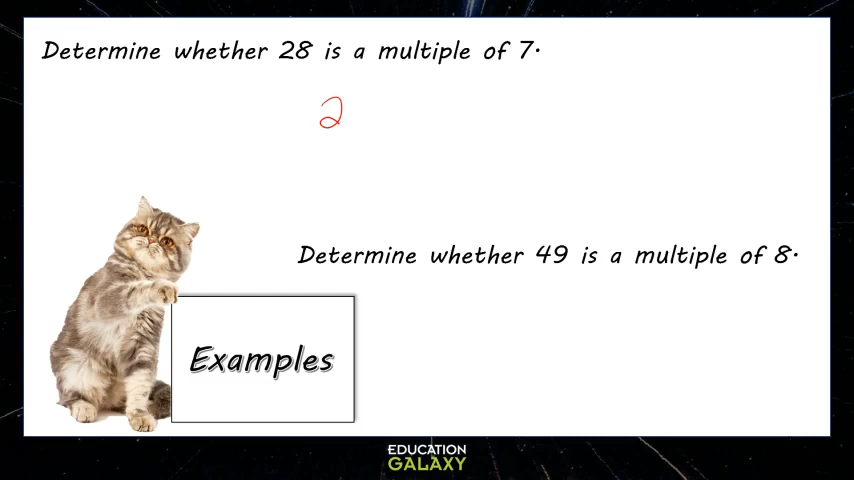 Determine whether 28 is a multiple of 7.
2
Determine whether 49 is a multiple of 8.
Examples
EDUCATION
GALAXY